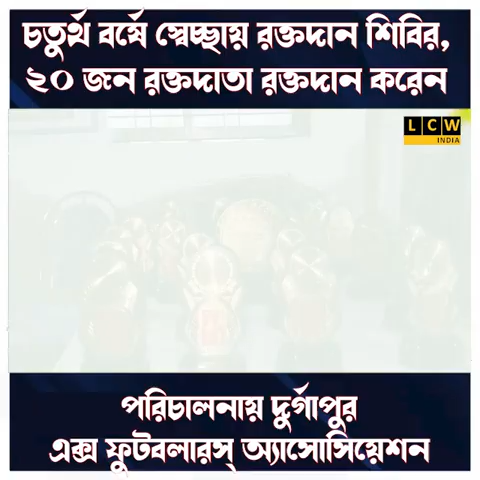 চতুর্থ বর্ষে স্বেচ্ছায় রক্তদান শিবির,
২০ জন রক্তদাতা রক্তদান করেন
LCW
INDIA
পরিচালনায় দুর্গাপুর
এক্স ফুটবলারস্ অ্যাসোসিয়েশন